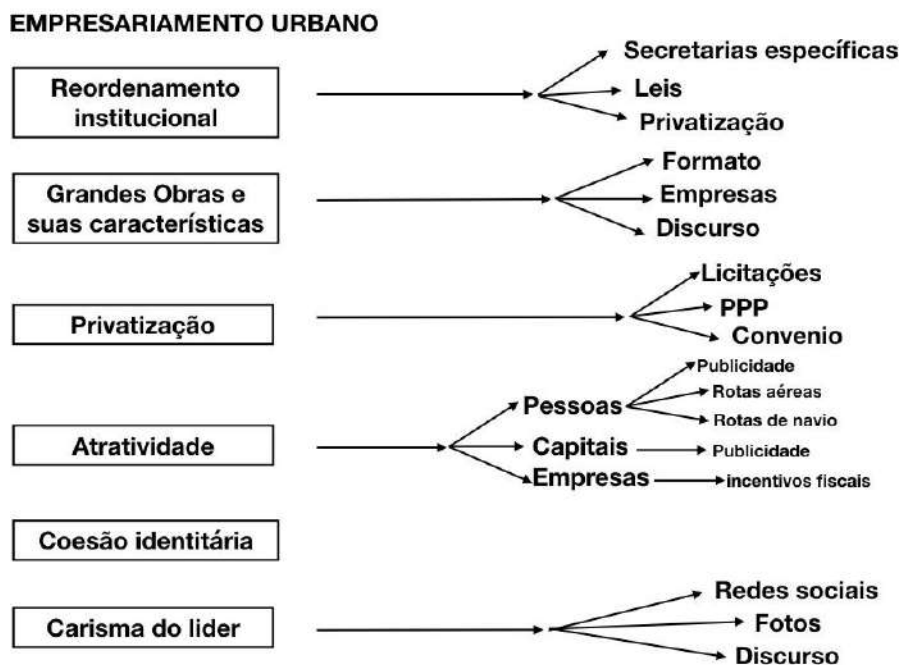 EMPRESARIAMENTO URBANO
Reordenamento
institucional
Secretarias específicas
Leis
Privatização
Grandes Obras e
suas características
Formato
Empresas
Discurso
Privatização
Licitações
PPP
Convenio
Atratividade
Pessoas
Publicidade
Rotas aéreas
Rotas de navio
Capitais
Publicidade
Empresas
incentivos fiscais
Coesão identitária
Carisma do lider
Redes sociais
Fotos
Discurso